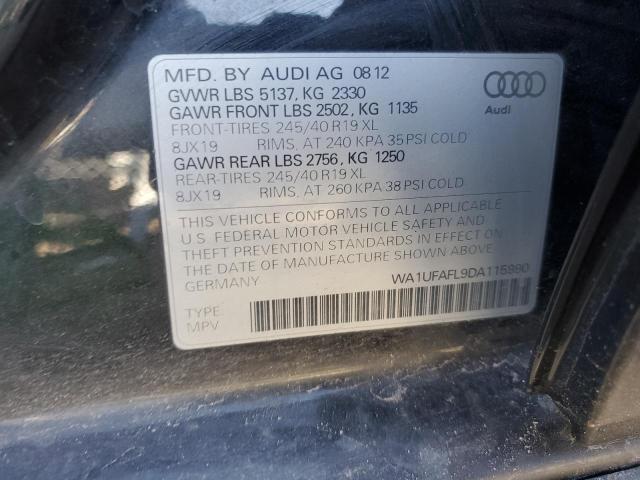 MFD. BY AUDI AG 08 12
GVWR LBS 5137, KG 2330
GAWR FRONT LBS 2502, KG 1135
FRONT-TIRES 245/40 R19 XL
8JX19 RIMS, AT 240 KPA 35 PSI COLD
GAWR REAR LBS 2756, KG 1250
REAR-TIRES 245/40 R19 XL
8JX19 RIMS, AT 260 KPA 38 PSI COLD
Audi
THIS VEHICLE CONFORMS TO ALL APPLICABLE
U.S. FEDERAL MOTOR VEHICLE SAFETY AND
THEFT PREVENTION STANDARDS IN EFFECT ON
THE DATE OF MANUFACTURE SHOWN ABOVE
GERMANY
WA1UFAFL9DA115990
TYPE
MPV